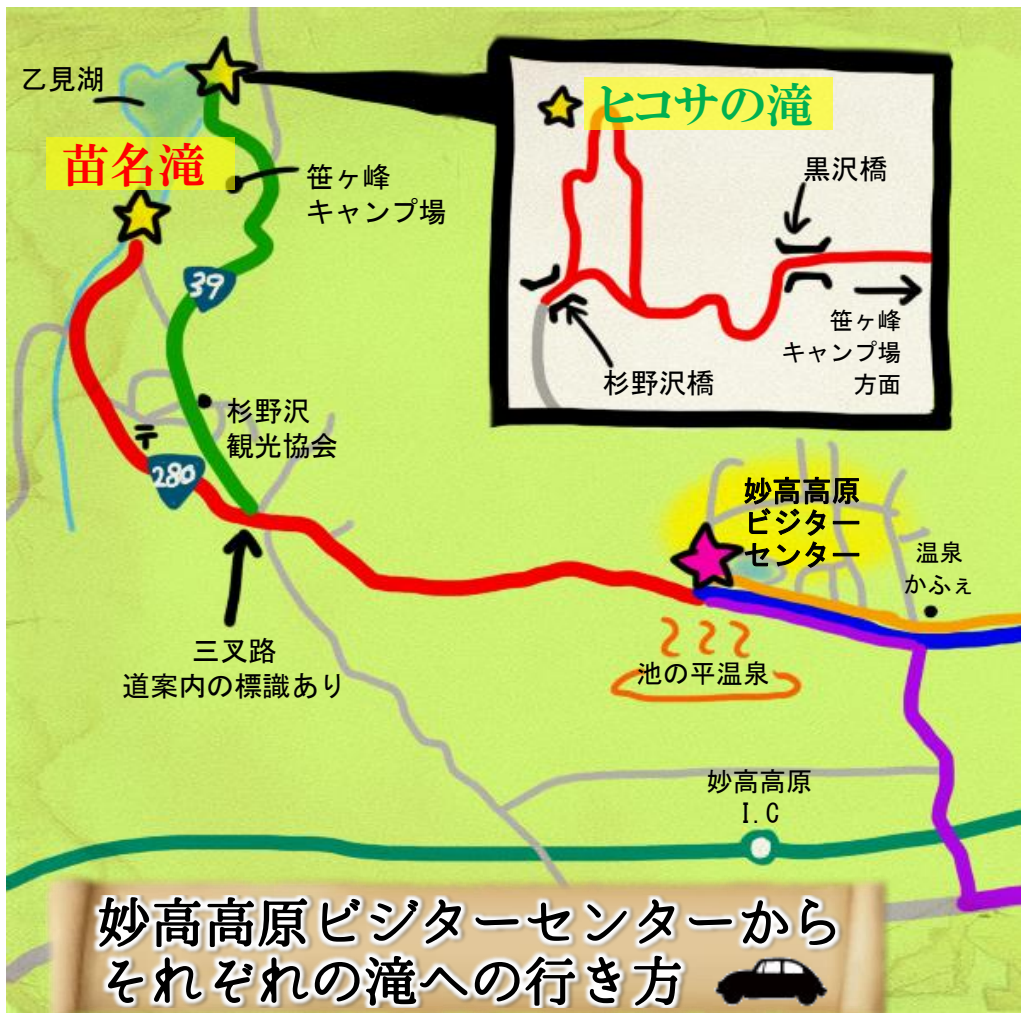 乙見湖
苗名滝
笹ヶ峰
キャンプ場
39
杉野沢
観光協会
〒
280
三叉路
道案内の標識あり
ヒコサの滝
黒沢橋
杉野沢橋
笹ヶ峰
キャンプ場
方面
妙高高原
ビジター
センター
温泉
かふぇ
池の平温泉
妙高高原
I.C
妙高高原ビジターセンターから
それぞれの滝への行き方